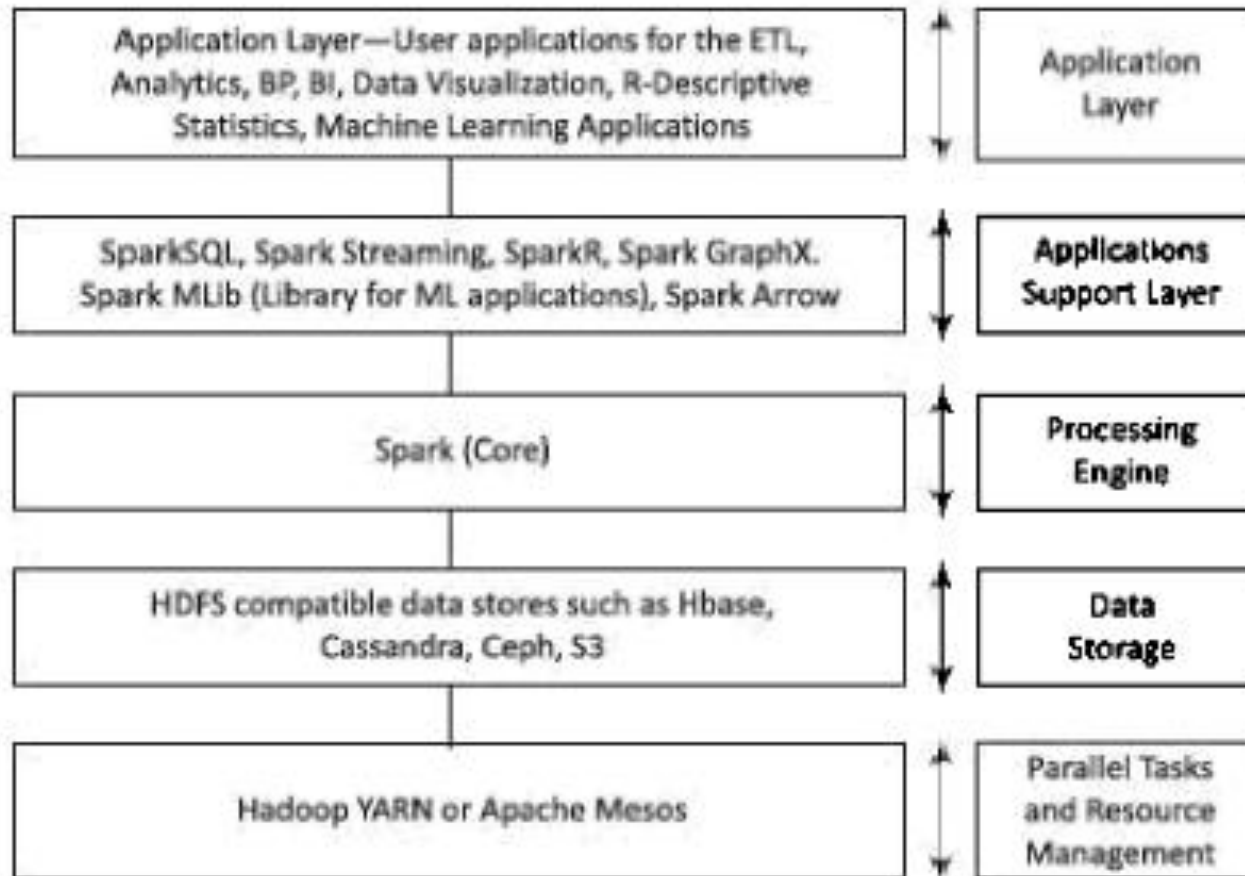 Application Layer—User applications for the ETL,
Analytics, BP, BI, Data Visualization, R-Descriptive
Statistics, Machine Learning Applications
Application
Layer
SparkSQL, Spark Streaming, SparkR, Spark GraphX.
Spark MLib (Library for ML applications), Spark Arrow
Applications
Support Layer
Spark (Core)
Processing
Engine
HDFS compatible data stores such as Hbase,
Cassandra, Ceph, S3
Data
Storage
Hadoop YARN or Apache Mesos
Parallel Tasks
and Resource
Management